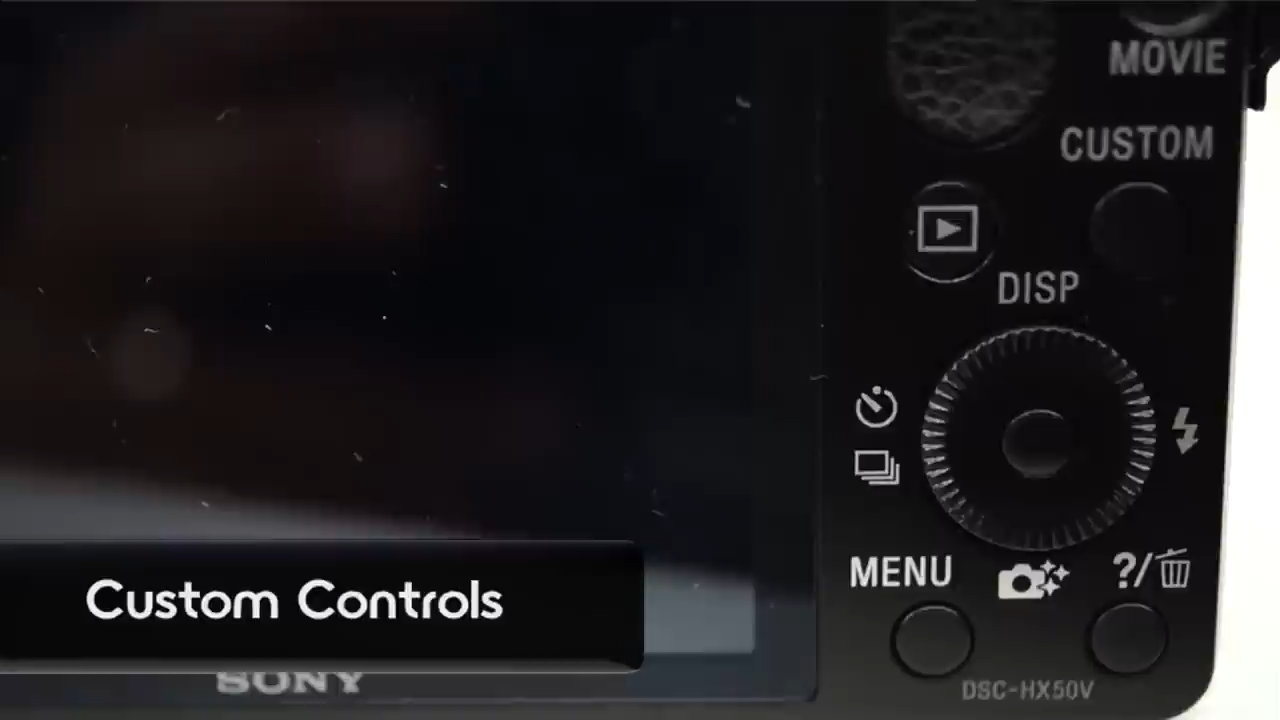 MOVIE
CUSTOM
DISP
MENU
?/
Custom Controls
SONY
DSC-HX50V